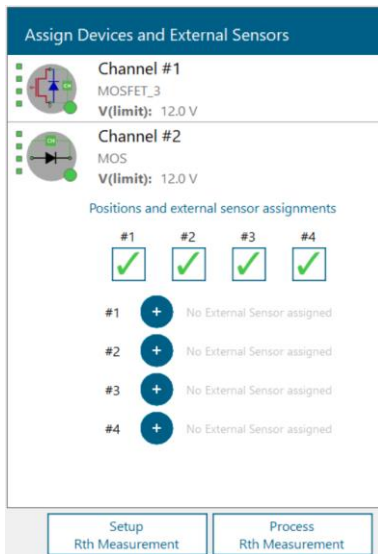 Assign Devices and External Sensors
Channel #1
MOSFET_3
V(limit): 12.0 V
Channel #2
MOS
V(limit): 12.0 V
Positions and external sensor assignments
#1 #2 #3 #4
#1 + No External Sensor assigned
#2 + No External Sensor assigned
#3 + No External Sensor assigned
#4 + No External Sensor assigned
Setup
Rth Measurement
Process
Rth Measurement